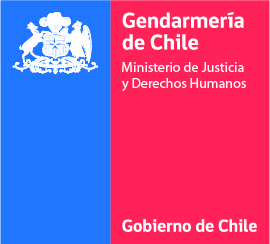 Gendarmería
de Chile
Ministerio de Justicia
y Derechos Humanos
Gobierno de Chile